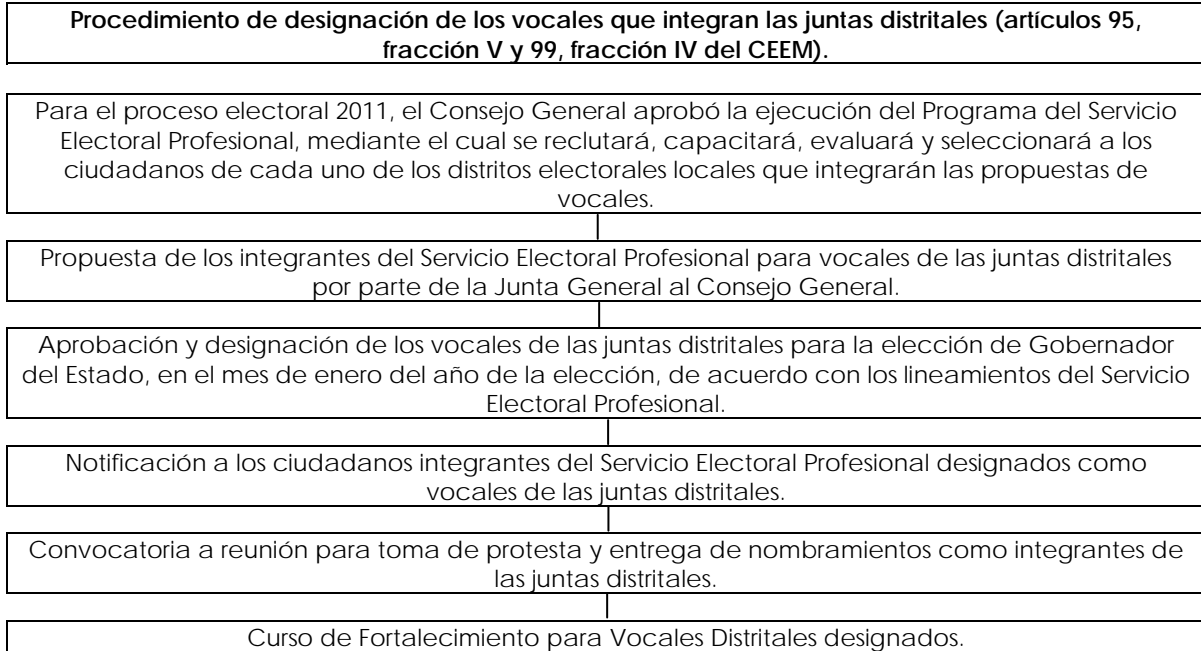 Procedimiento de designación de los vocales que integran las juntas distritales (artículos 95,
fracción V y 99, fracción IV del CEEM).
Para el proceso electoral 2011, el Consejo General aprobó la ejecución del Programa del Servicio
Electoral Profesional, mediante el cual se reclutará, capacitará, evaluará y seleccionará a los
ciudadanos de cada uno de los distritos electorales locales que integrarán las propuestas de
vocales.
Propuesta de los integrantes del Servicio Electoral Profesional para vocales de las juntas distritales
por parte de la Junta General al Consejo General.
Aprobación y designación de los vocales de las juntas distritales para la elección de Gobernador
del Estado, en el mes de enero del año de la elección, de acuerdo con los lineamientos del Servicio
Electoral Profesional.
Notificación a los ciudadanos integrantes del Servicio Electoral Profesional designados como
vocales de las juntas distritales.
Convocatoria a reunión para toma de protesta y entrega de nombramientos como integrantes de
las juntas distritales.
Curso de Fortalecimiento para Vocales Distritales designados.